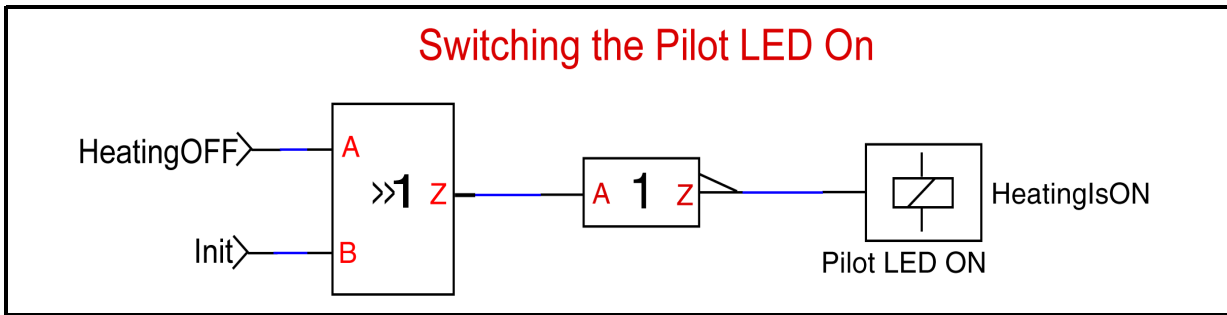 Switching the Pilot LED On
HeatingOFF
A
»1
Z
Init
B
A
1
Z
HeatingIsON
Pilot LED ON